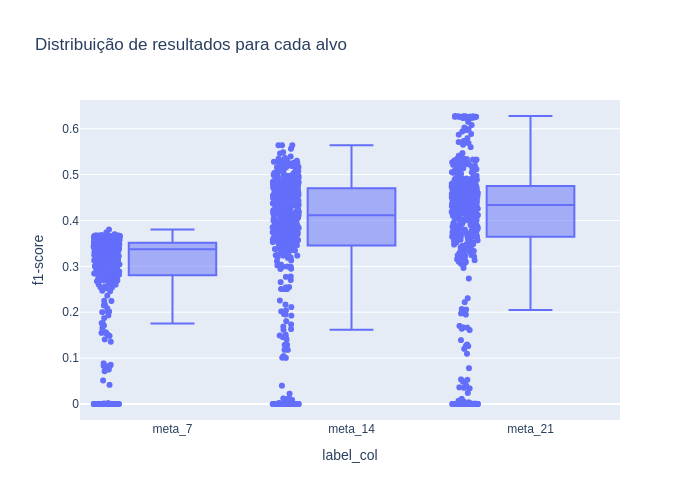 Distribuição de resultados para cada alvo
0.6
0.5
0.4
0.3
0.2
0.1
0
f1-score
meta_7
meta_14
meta_21
label_col